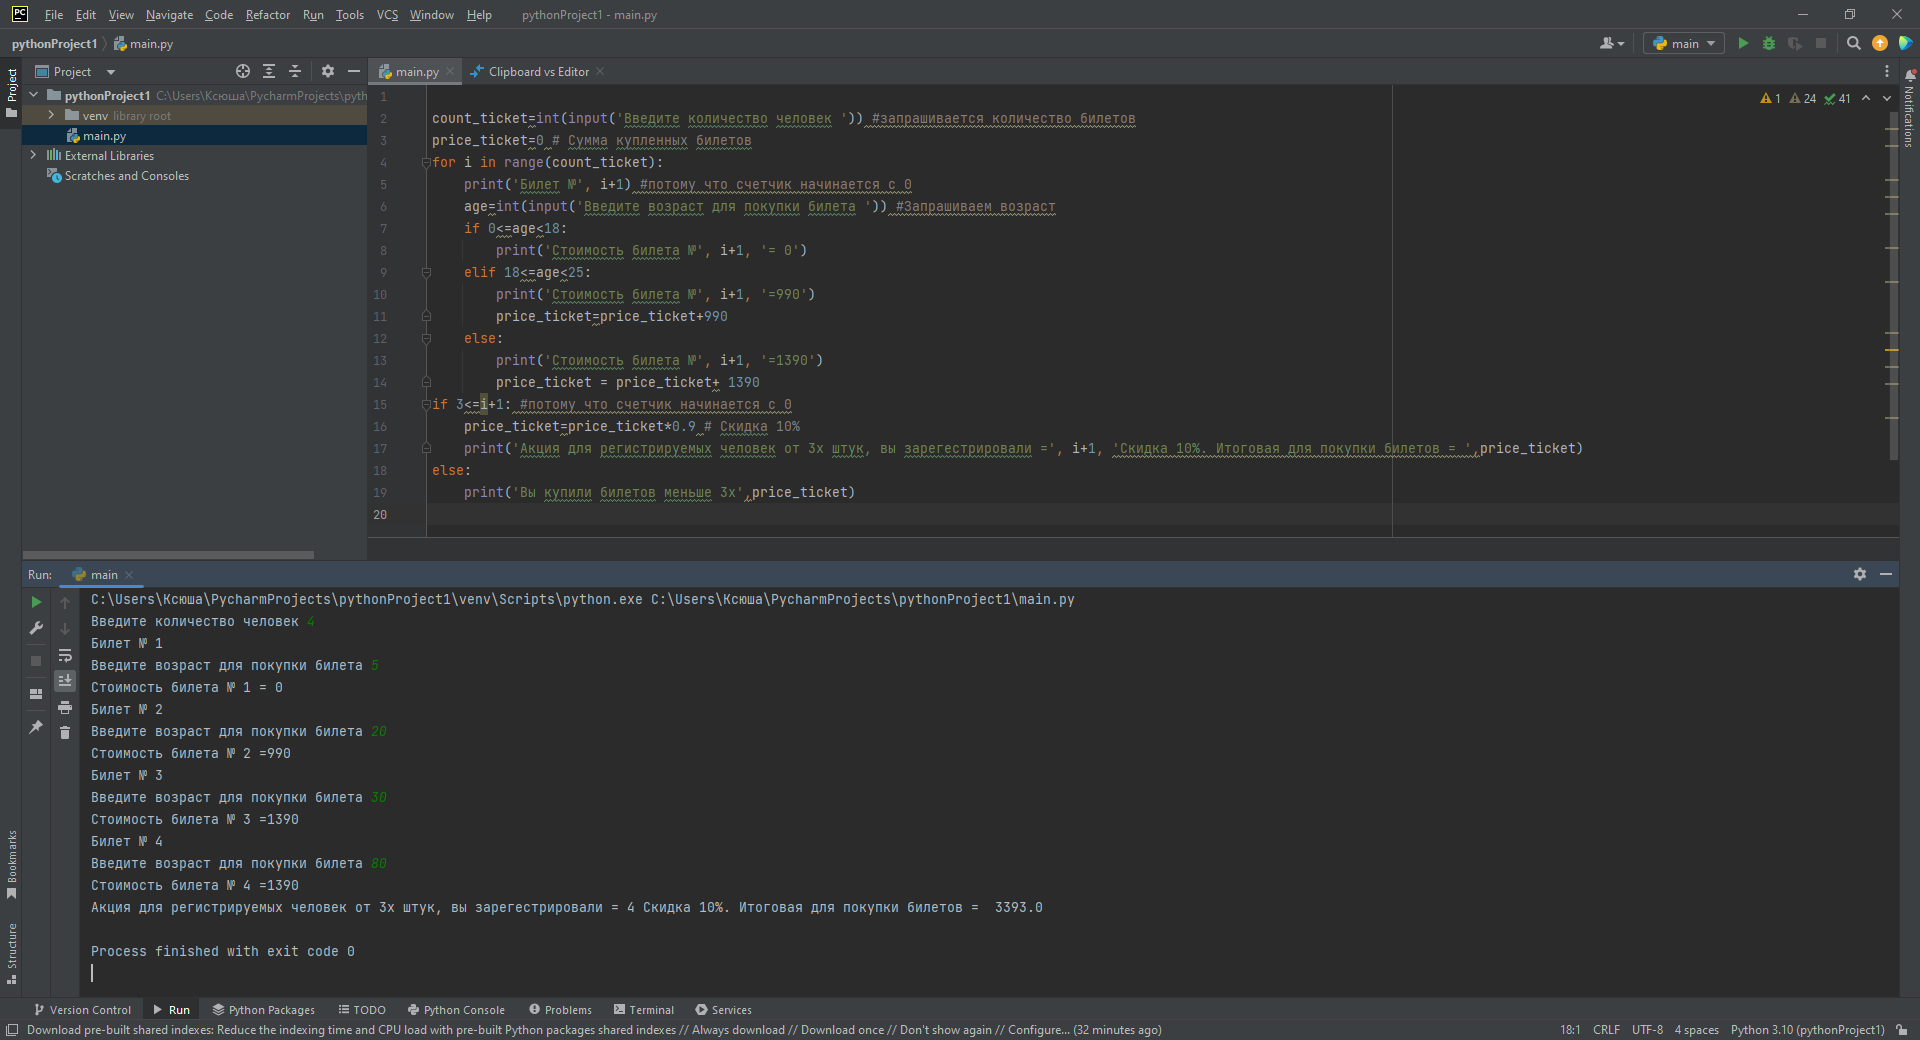 PC File Edit View Navigate Code Refactor Run Tools VCS Window Help pythonProject1 - main.py
pythonProject1 main.py main
Project main.py Clipboard vs Editor
pythonProject1 C:\Users\Ксюша\PycharmProjects\pyth
venv library root
main.py
External Libraries
Scratches and Consoles
Project
Notifications
1 24 41
1
2 count_ticket=int(input('Введите количество человек ')) #запрашивается количество билетов
3 price_ticket=0 # Сумма купленных билетов
4 for i in range(count_ticket):
5 print('Билет №', i+1) #потому что счетчик начинается с 0
6 age=int(input('Введите возраст для покупки билета ')) #Запрашиваем возраст
7 if 0<=age<18:
8 print('Стоимость билета №', i+1, '= 0')
9 elif 18<=age<25:
10 print('Стоимость билета №', i+1, '=990')
11 price_ticket=price_ticket+990
12 else:
13 print('Стоимость билета №', i+1, '=1390')
14 price_ticket = price_ticket+ 1390
15 if 3<=i+1: #потому что счетчик начинается с 0
16 price_ticket=price_ticket*0.9 # Скидка 10%
17 print('Акция для регистрируемых человек от 3х штук, вы зарегестрировали =', i+1, 'Скидка 10%. Итоговая для покупки билетов = ',price_ticket)
18 else:
19 print('Вы купили билетов меньше 3х',price_ticket)
20
Run: main
C:\Users\Ксюша\PycharmProjects\pythonProject1\venv\Scripts\python.exe C:\Users\Ксюша\PycharmProjects\pythonProject1\main.py
Введите количество человек 4
Билет № 1
Введите возраст для покупки билета 5
Стоимость билета № 1 = 0
Билет № 2
Введите возраст для покупки билета 20
Стоимость билета № 2 =990
Билет № 3
Введите возраст для покупки билета 30
Стоимость билета № 3 =1390
Билет № 4
Введите возраст для покупки билета 80
Стоимость билета № 4 =1390
Акция для регистрируемых человек от 3х штук, вы зарегестрировали = 4 Скидка 10%. Итоговая для покупки билетов =  3393.0
Process finished with exit code 0
Bookmarks
Structure
Version Control Run Python Packages TODO Python Console Problems Terminal Services
Download pre-built shared indexes: Reduce the indexing time and CPU load with pre-built Python packages shared indexes // Always download // Download once // Don't show again // Configure... (32 minutes ago) 18:1 CRLF UTF-8 4 spaces Python 3.10 (pythonProject1)